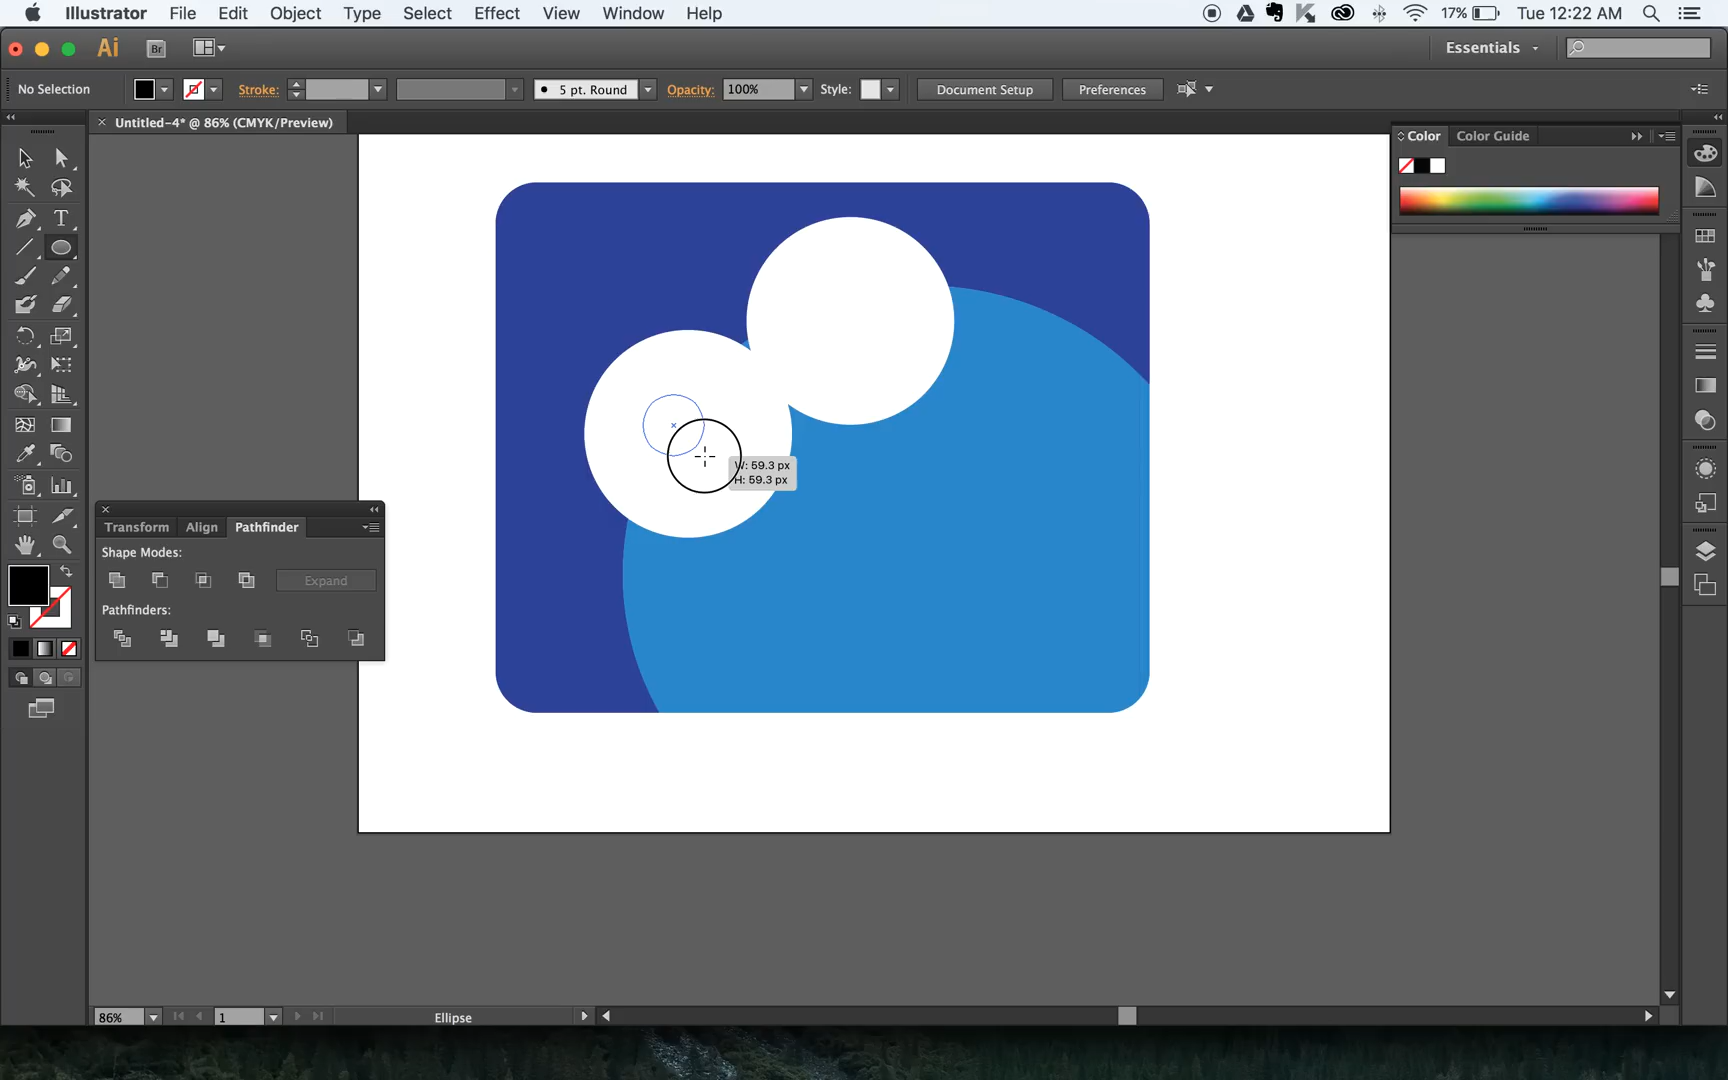 Illustrator File Edit Object Type Select Effect View Window Help 17% Tue 12:22 AM
Ai Br Essentials
No Selection Stroke: 5 pt. Round Opacity: 100% Style: Document Setup Preferences
Untitled-4* @ 86% (CMYK/Preview)
Color Color Guide
T
W: 59.3 px
H: 59.3 px
Transform Align Pathfinder
Shape Modes:
Expand
Pathfinders:
86% 1 Ellipse